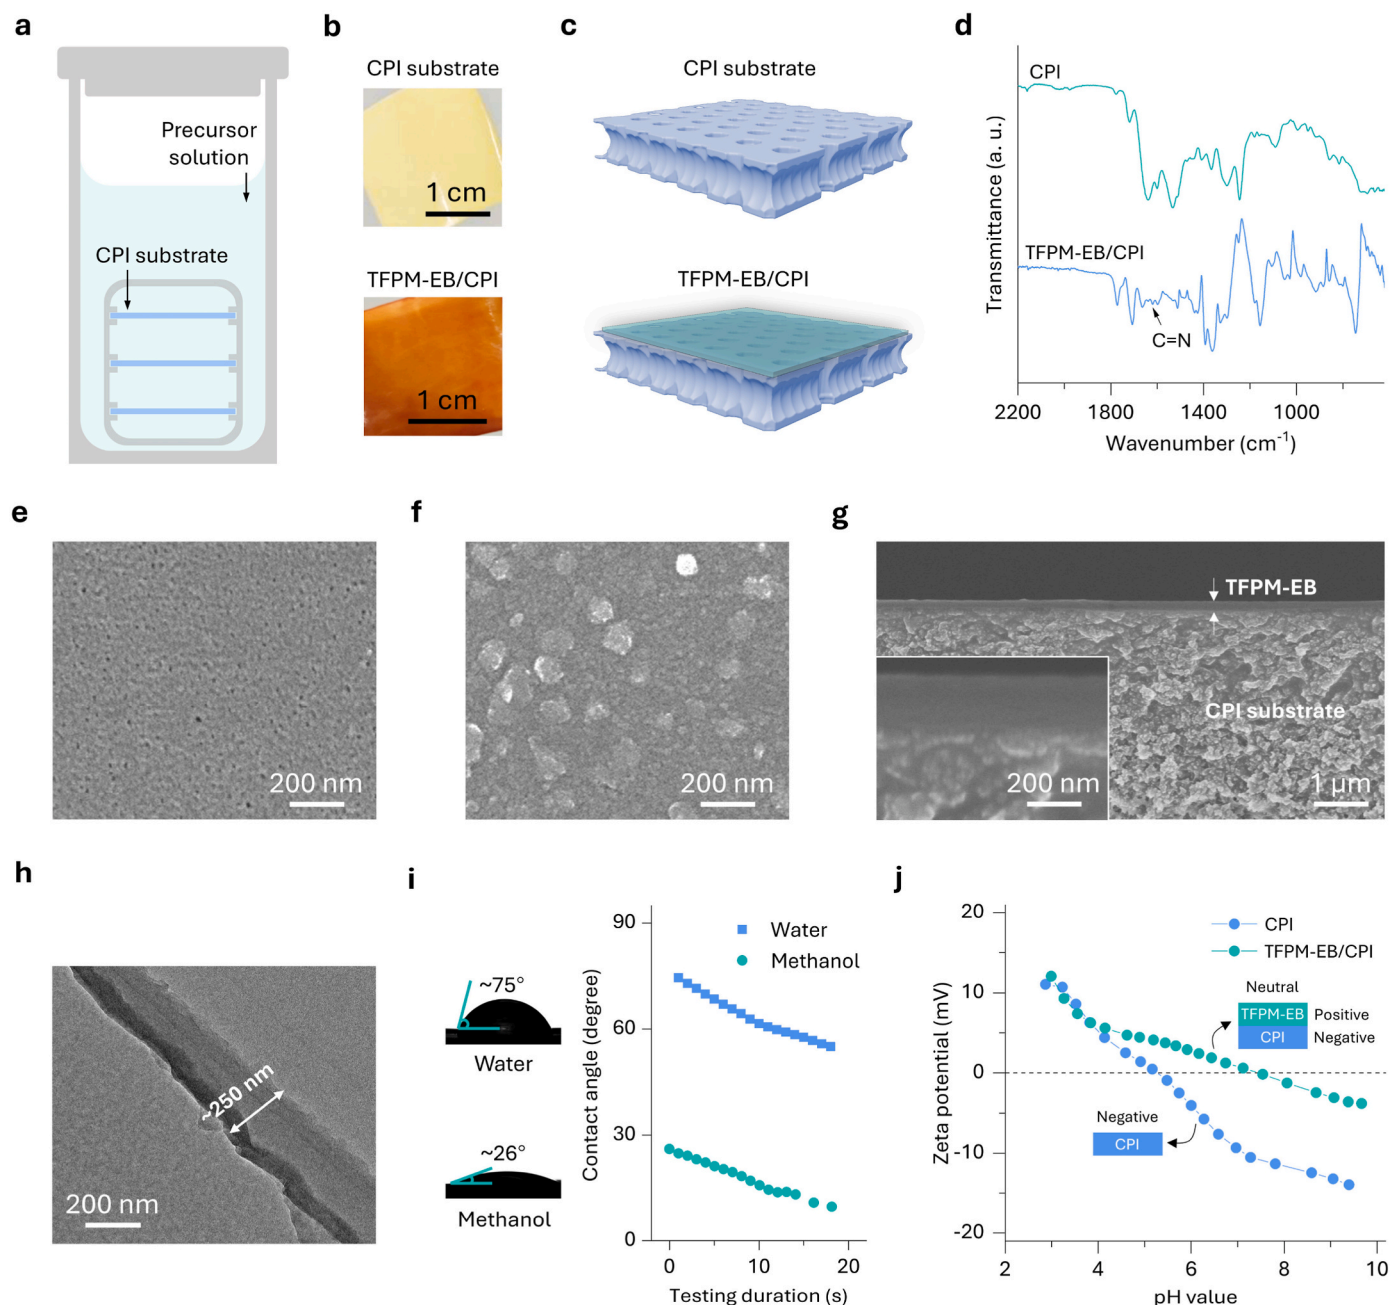 a
Precursor
solution
CPI substrate
b
CPI substrate
1 cm
TFPM-EB/CPI
1 cm
c
CPI substrate
TFPM-EB/CPI
d
CPI
TFPM-EB/CPI
C=N
Transmittance (a. u.)
2200
1800
1400
1000
Wavenumber (cm⁻¹)
e
200 nm
f
200 nm
g
TFPM-EB
CPI substrate
200 nm
1 µm
h
~250 nm
200 nm
i
~75°
Water
~26°
Methanol
Contact angle (degree)
90
60
30
0
Water
Methanol
0
10
20
Testing duration (s)
j
Zeta potential (mV)
20
10
0
-10
-20
CPI
TFPM-EB/CPI
Neutral
TFPM-EB Positive
CPI Negative
Negative
CPI
2
4
6
8
10
pH value